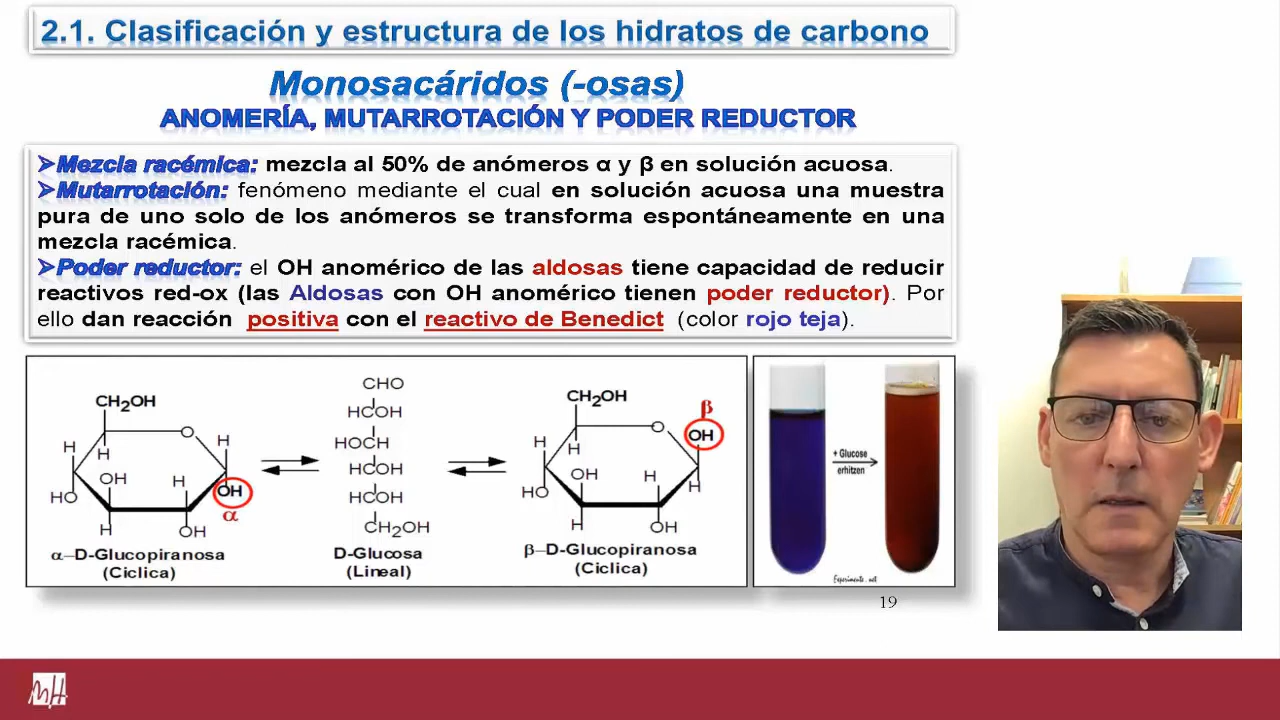 2.1. Clasificación y estructura de los hidratos de carbono
Monosacáridos (-osas)
ANOMERÍA, MUTARROTACIÓN Y PODER REDUCTOR
➢Mezcla racémica: mezcla al 50% de anómeros α y β en solución acuosa.
➢Mutarrotación: fenómeno mediante el cual en solución acuosa una muestra
pura de uno solo de los anómeros se transforma espontáneamente en una
mezcla racémica.
➢Poder reductor: el OH anomérico de las aldosas tiene capacidad de reducir
reactivos red-ox (las Aldosas con OH anomérico tienen poder reductor). Por
ello dan reacción positiva con el reactivo de Benedict (color rojo teja).
CH₂OH
O
H
H
H
OH
H
HO
OH
α
H
OH
α–D-Glucopiranosa
(Ciclica)
CHO
HCOH
HOCH
HCOH
HCOH
CH₂OH
D-Glucosa
(Lineal)
CH₂OH
O
β
OH
H
H
OH
H
H
HO
H
OH
β–D-Glucopiranosa
(Ciclica)
+ Glucose
erhitzen
Experimente.net
19